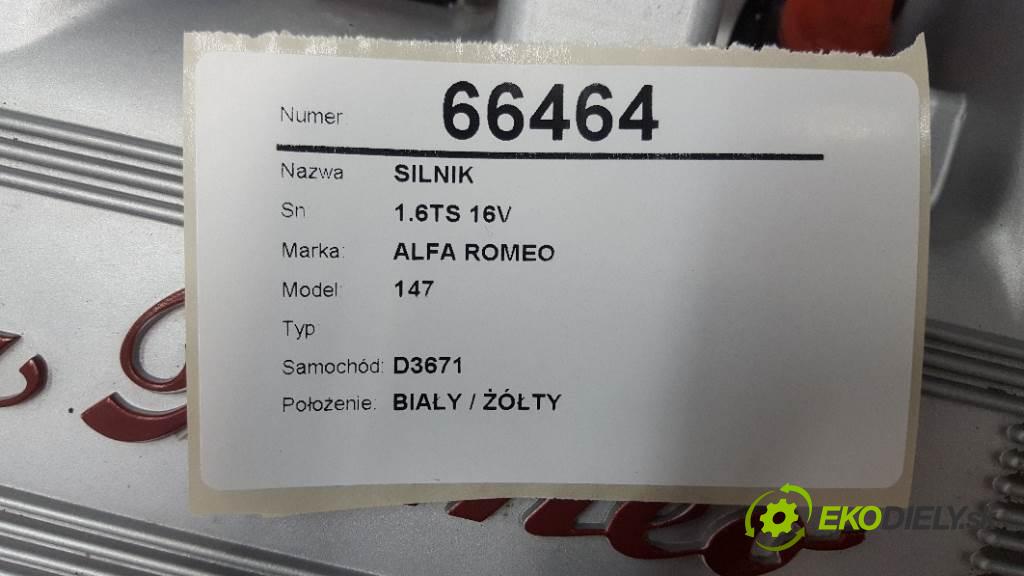 Numer: 66464
Nazwa SILNIK
Sn 1.6TS 16V
Marka: ALFA ROMEO
Model: 147
Typ
Samochód: D3671
Położenie: BIAŁY / ŻÓŁTY
EKODIELY.sk